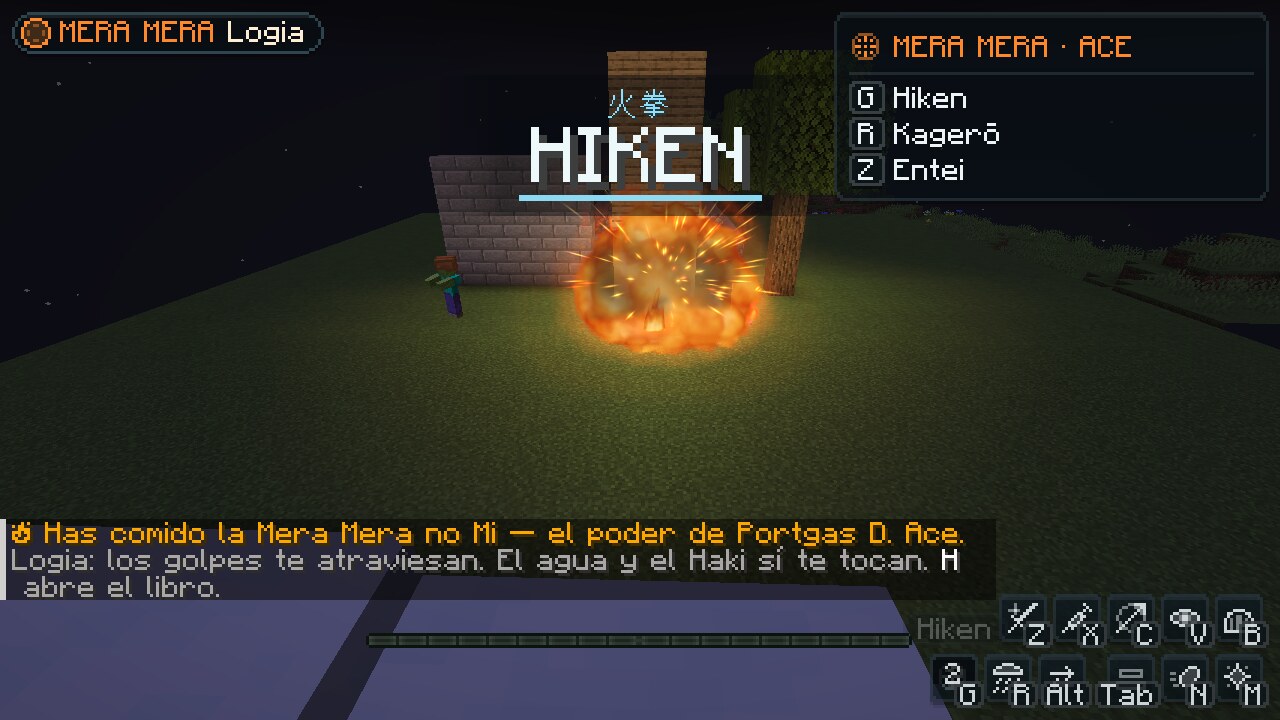 MERA MERA Logia
MERA MERA · ACE
G Hiken
R Kagerō
Z Entei
火拳
HIKEN
Has comido la Mera Mera no Mi — el poder de Portgas D. Ace.
Logia: los golpes te atraviesan. El agua y el Haki sí te tocan. H
abre el libro.
Hiken Z X C V B
2 G R Alt Tab N M